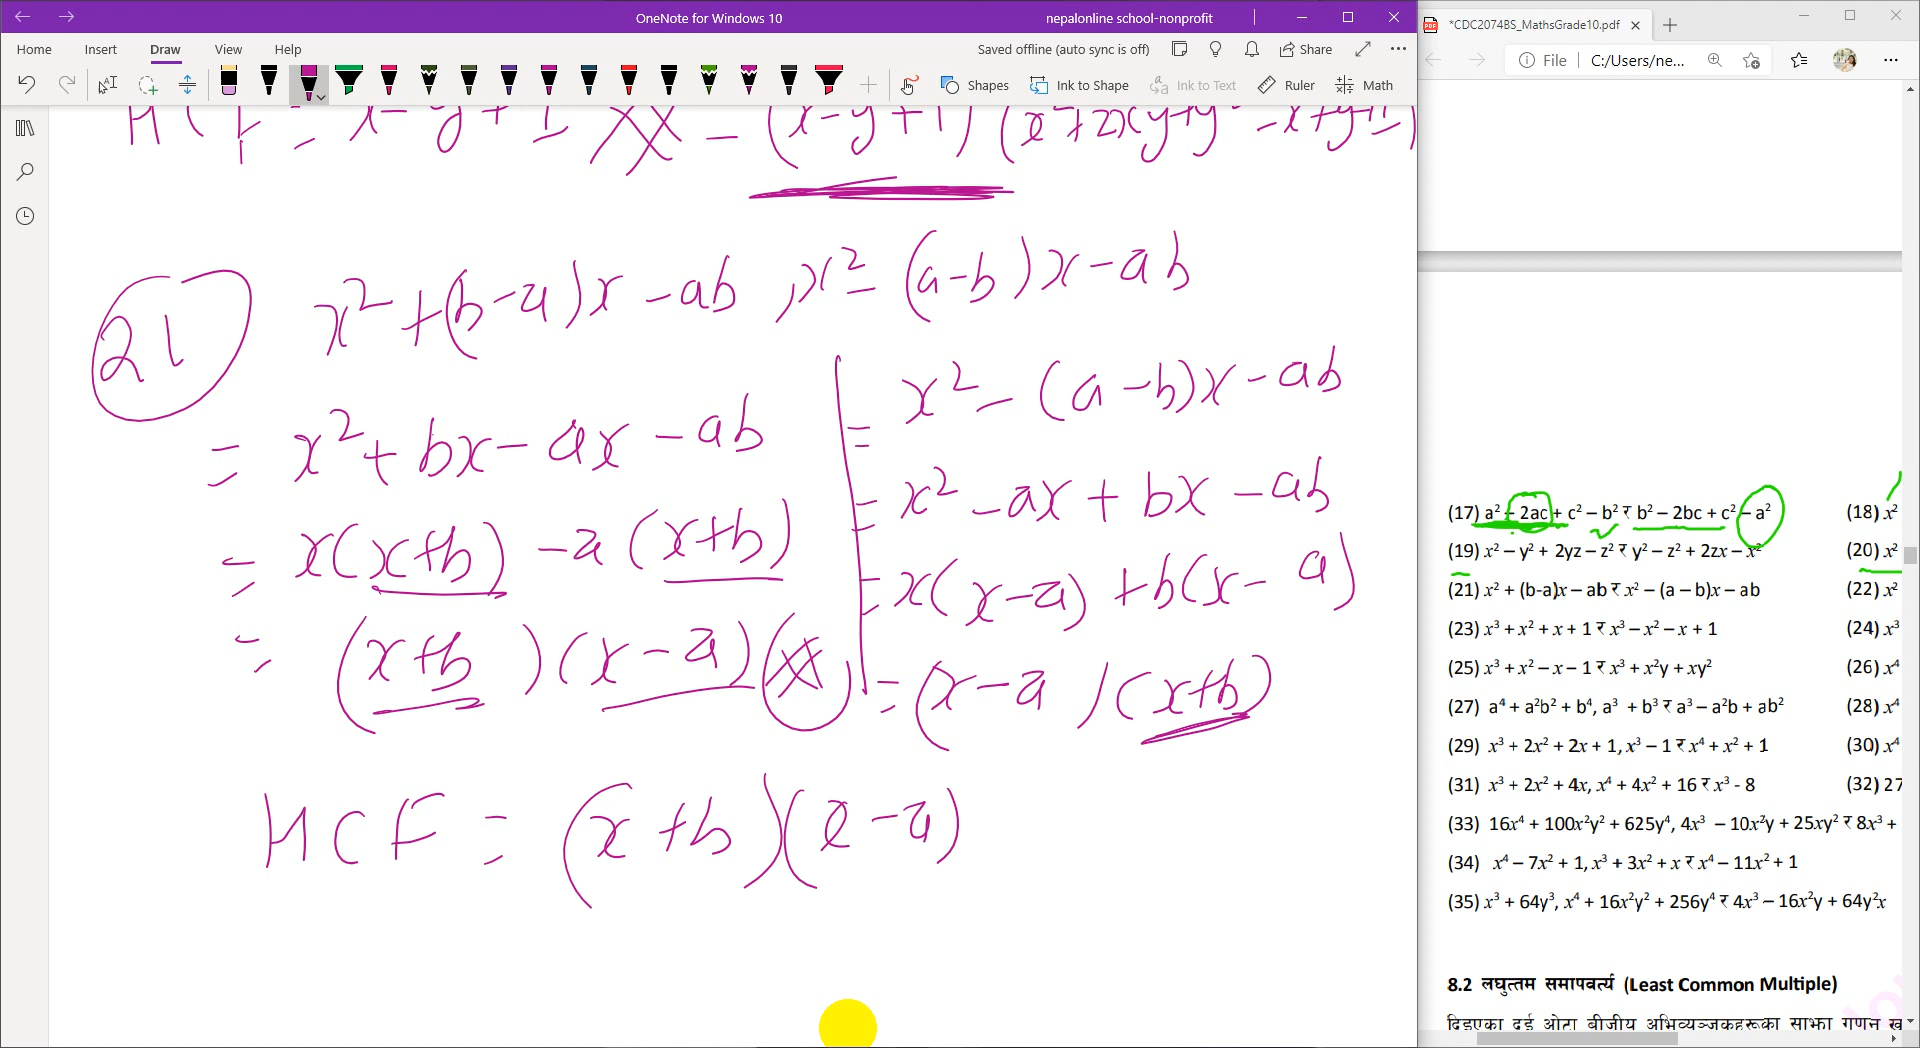 OneNote for Windows 10
nepalonline school-nonprofit
Home Insert Draw View Help
Saved offline (auto sync is off)
Share
Shapes Ink to Shape Ink to Text Ruler Math
HCF = x-y+1
21
x² +(b-a)x -ab , x² - (a-b)x-ab
= x² + bx - ax - ab
= x(x+b) -a(x+b)
= (x+b)(x-a)
x² - (a-b)x - ab
= x² - ax + bx - ab
= x(x-a) + b(x-a)
= (x-a)(x+b)
HCF = (x+b)(x-a)
*CDC2074BS_MathsGrade10.pdf
File C:/Users/ne...
(17) a² - 2ac + c² – b² र b² – 2bc + c² – a² (18) x²
(19) x² – y² + 2yz – z² र y² – z² + 2zx – x² (20) x²
(21) x² + (b-a)x – ab र x² – (a – b)x – ab (22) x²
(23) x³ + x² + x + 1 र x³ – x² – x + 1 (24) x³
(25) x³ + x² – x – 1 र x³ + x²y + xy² (26) x⁴
(27) a⁴ + a²b² + b⁴, a³ + b³ र a³ – a²b + ab² (28) x⁴
(29) x³ + 2x² + 2x + 1, x³ – 1 र x⁴ + x² + 1 (30) x⁴
(31) x³ + 2x² + 4x, x⁴ + 4x² + 16 र x³ - 8 (32) 27
(33) 16x⁴ + 100x²y² + 625y⁴, 4x³ – 10x²y + 25xy² र 8x³ +
(34) x⁴ – 7x² + 1, x³ + 3x² + x र x⁴ – 11x² + 1
(35) x³ + 64y³, x⁴ + 16x²y² + 256y⁴ र 4x³ – 16x²y + 64y²x
8.2 लघुत्तम समापवर्त्य (Least Common Multiple)
दिइएका दुई ओटा बीजीय अभिव्यञ्जकहरूका साझा गुणन ख